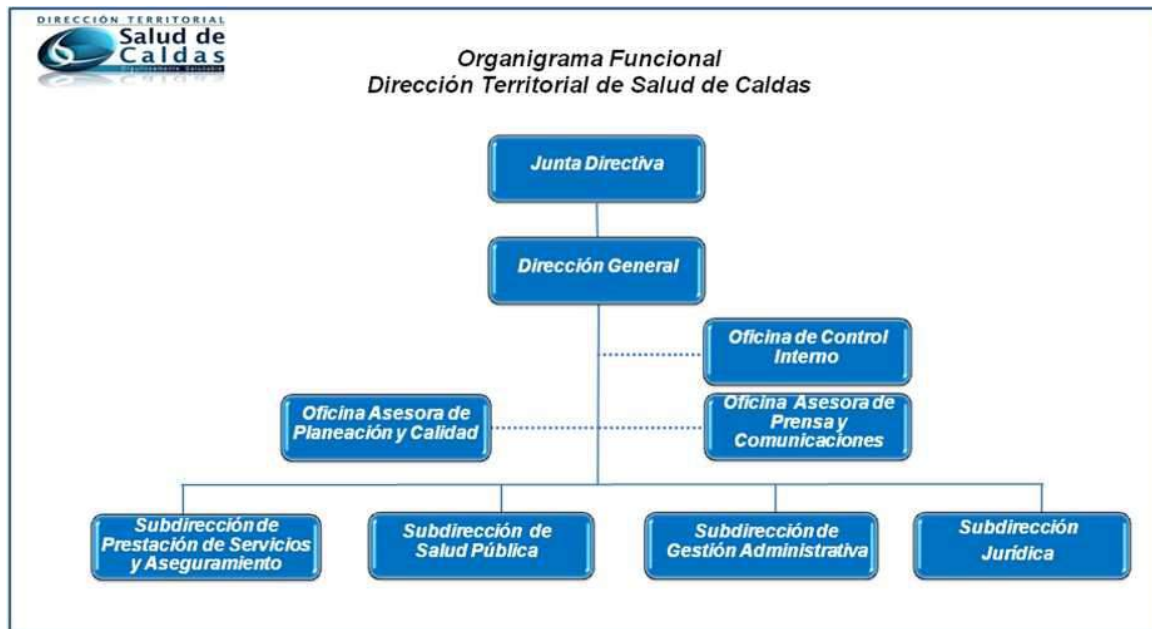 DIRECCIÓN TERRITORIAL
Salud de
Caldas
Organigrama Funcional
Dirección Territorial de Salud de Caldas
Junta Directiva
Dirección General
Oficina de Control
Interno
Oficina Asesora de
Planeación y Calidad
Oficina Asesora de
Prensa y
Comunicaciones
Subdirección de
Prestación de Servicios
y Aseguramiento
Subdirección de
Salud Pública
Subdirección de
Gestión Administrativa
Subdirección
Jurídica